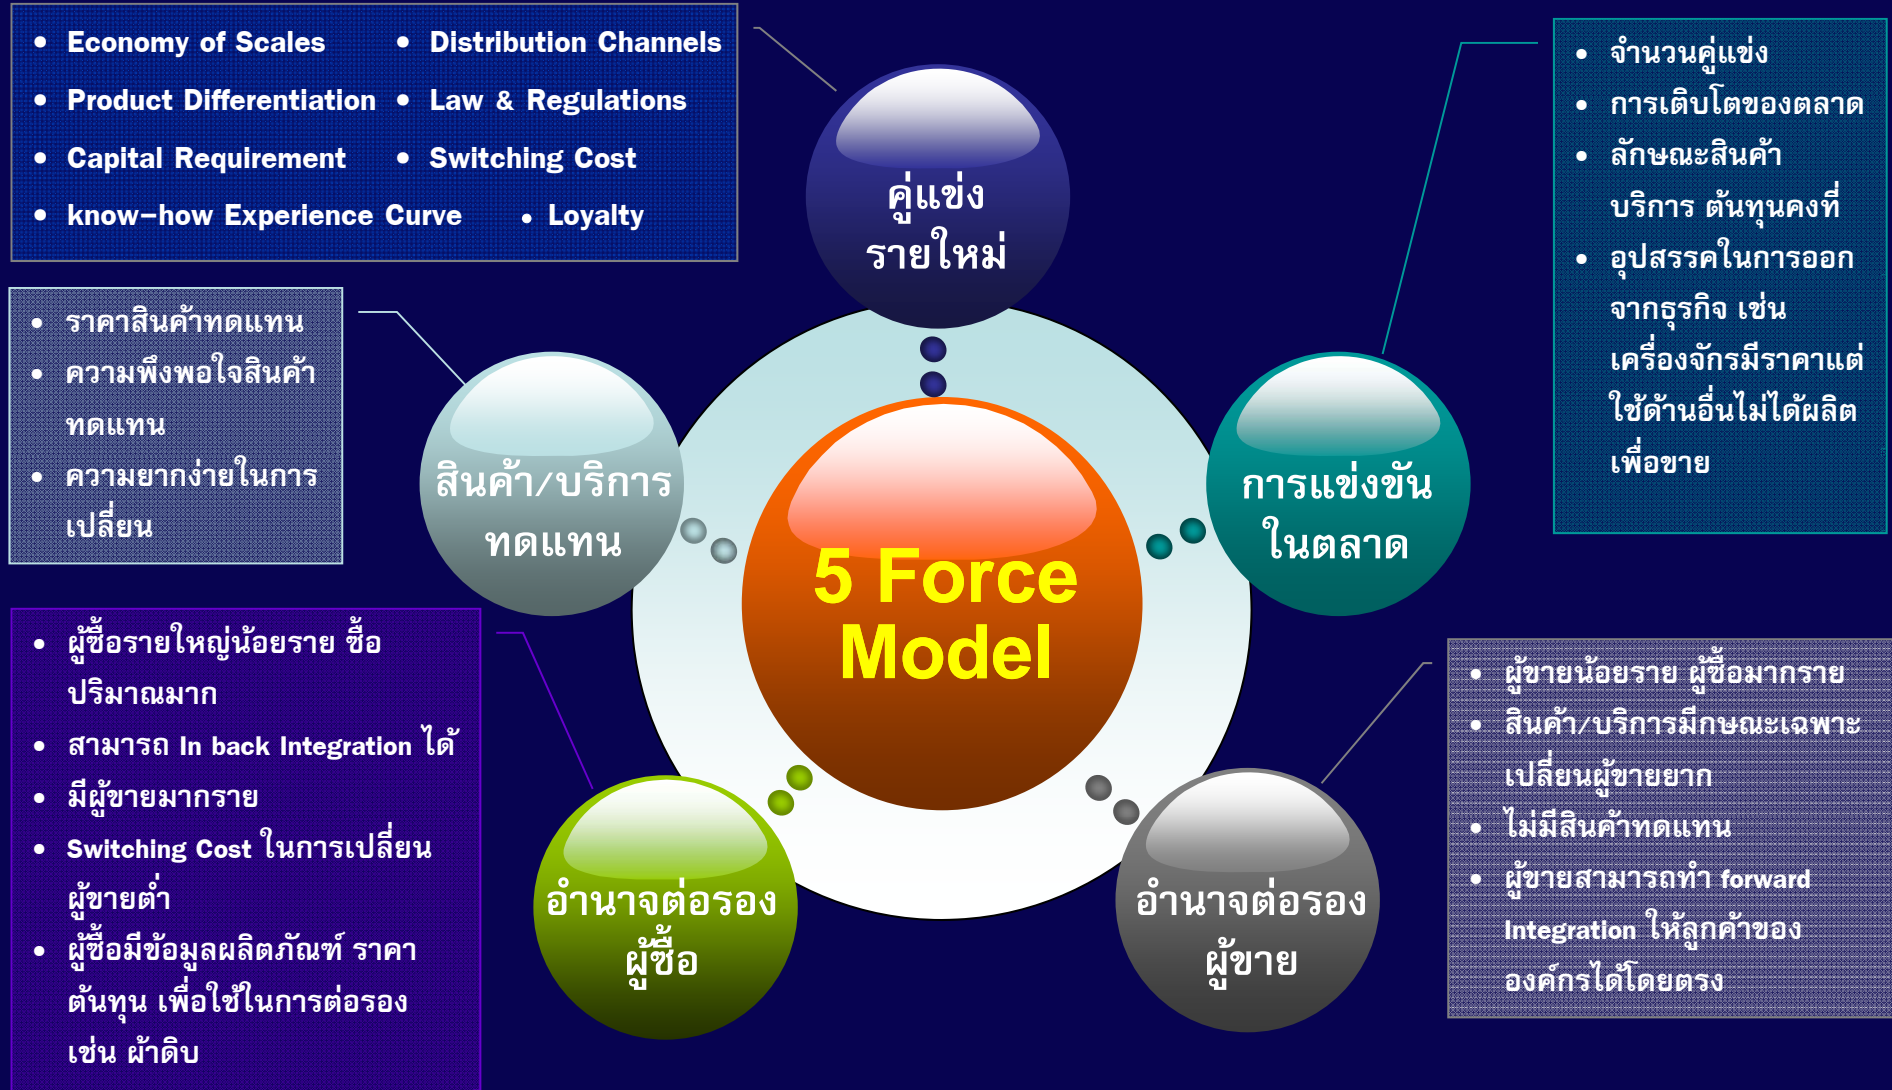 • Economy of Scales • Distribution Channels
• Product Differentiation • Law & Regulations
• Capital Requirement • Switching Cost
• know-how Experience Curve • Loyalty
คู่แข่ง
รายใหม่
• จำนวนคู่แข่ง
• การเติบโตของตลาด
• ลักษณะสินค้า
บริการ ต้นทุนคงที่
• อุปสรรคในการออก
จากธุรกิจ เช่น
เครื่องจักรมีราคาแต่
ใช้ด้านอื่นไม่ได้ผลิต
เพื่อขาย
• ราคาสินค้าทดแทน
• ความพึงพอใจสินค้า
ทดแทน
• ความยากง่ายในการ
เปลี่ยน
สินค้า/บริการ
ทดแทน
การแข่งขัน
ในตลาด
5 Force
Model
• ผู้ซื้อรายใหญ่น้อยราย ซื้อ
ปริมาณมาก
• สามารถ In back Integration ได้
• มีผู้ขายมากราย
• Switching Cost ในการเปลี่ยน
ผู้ขายต่ำ
• ผู้ซื้อมีข้อมูลผลิตภัณฑ์ ราคา
ต้นทุน เพื่อใช้ในการต่อรอง
เช่น ผ้าดิบ
อำนาจต่อรอง
ผู้ซื้อ
อำนาจต่อรอง
ผู้ขาย
• ผู้ขายน้อยราย ผู้ซื้อมากราย
• สินค้า/บริการมีกษณะเฉพาะ
เปลี่ยนผู้ขายยาก
• ไม่มีสินค้าทดแทน
• ผู้ขายสามารถทำ forward
Integration ให้ลูกค้าของ
องค์กรได้โดยตรง